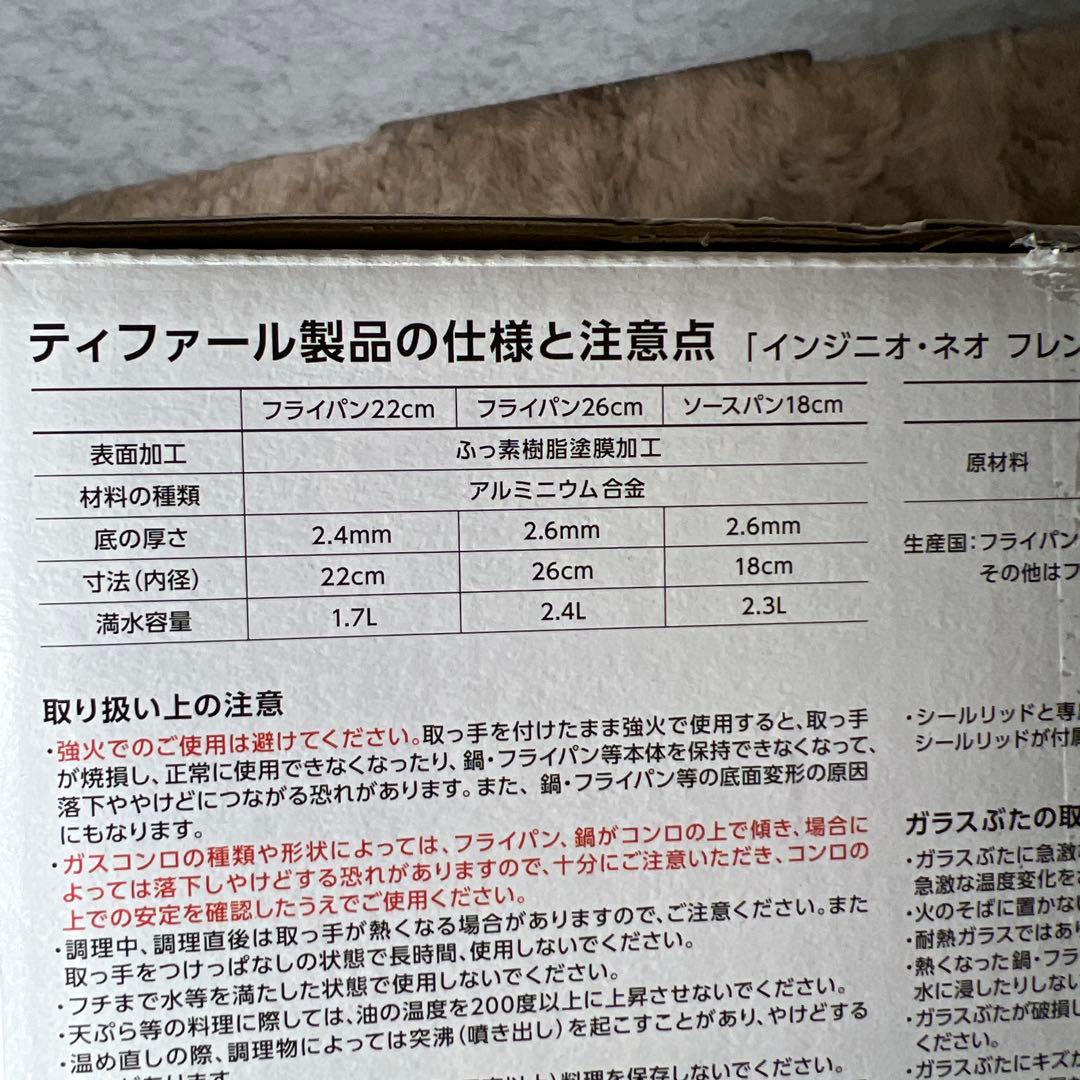 ティファール製品の仕様と注意点 「インジニオ・ネオ フレン
フライパン22cm フライパン26cm ソースパン18cm
表面加工 ふっ素樹脂塗膜加工
材料の種類 アルミニウム合金
底の厚さ 2.4mm 2.6mm 2.6mm
寸法(内径) 22cm 26cm 18cm
満水容量 1.7L 2.4L 2.3L
取り扱い上の注意
・強火でのご使用は避けてください。取っ手を付けたまま強火で使用すると、取っ手
が焼損し、正常に使用できなくなったり、鍋・フライパン等本体を保持できなくなって、
落下ややけどにつながる恐れがあります。また、鍋・フライパン等の底面変形の原因
にもなります。
・ガスコンロの種類や形状によっては、フライパン、鍋がコンロの上で傾き、場合に
よっては落下しやけどする恐れがありますので、十分にご注意いただき、コンロの
上での安定を確認したうえでご使用ください。
・調理中、調理直後は取っ手が熱くなる場合がありますので、ご注意ください。また
取っ手をつけっぱなしの状態で長時間、使用しないでください。
・フチまで水等を満たした状態で使用しないでください。
・天ぷら等の料理に際しては、油の温度を200度以上に上昇させないでください。
・温め直しの際、調理物によっては突沸(噴き出し)を起こすことがあり、やけどする
があります。
以上)料理を保存しないでください。
原材料
生産国:フライパン
その他はフ
・シールリッドと専
シールリッドが付属
ガラスぶたの取
・ガラスぶたに急激
急激な温度変化を
・火のそばに置かない
・耐熱ガラスではあり
・熱くなった鍋・フラ
水に浸したりしない
・ガラスぶたが破損し
ください。
・ガラスぶたにキズが